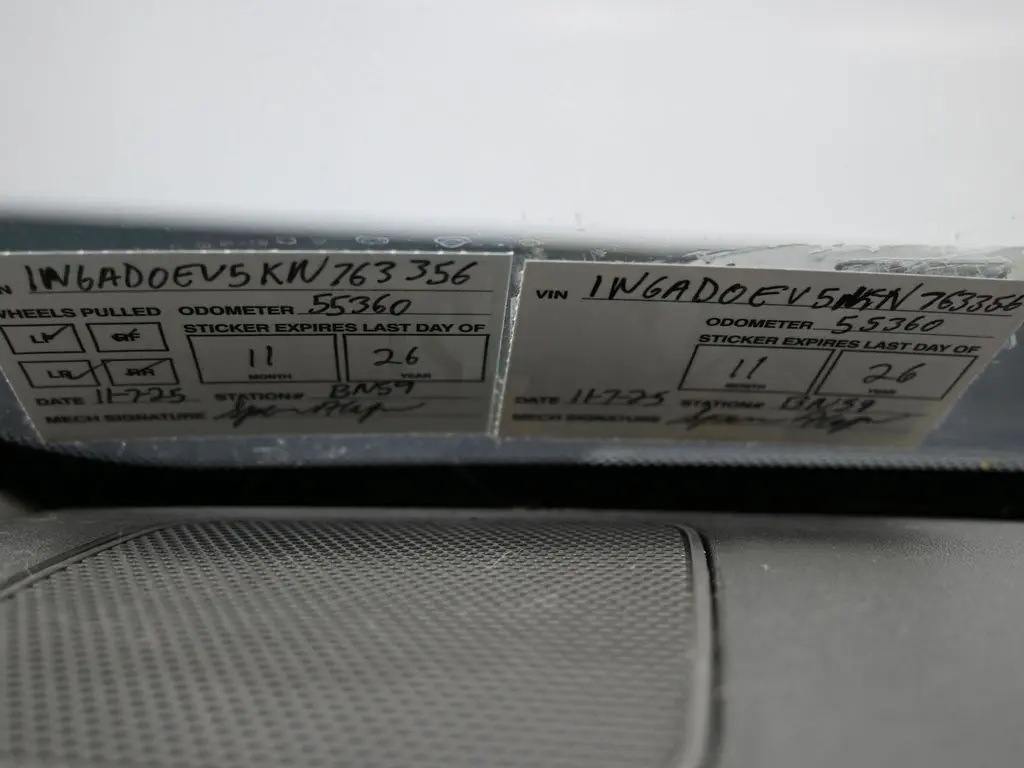 VIN 1N6AD0EV5KN763356
WHEELS PULLED ODOMETER 55360
STICKER EXPIRES LAST DAY OF
LF RF
11 26
MONTH YEAR
LR RR
DATE 11-7-25 STATION# BN59
MECH SIGNATURE
VIN 1N6AD0EV5KN763356
ODOMETER 55360
STICKER EXPIRES LAST DAY OF
11 26
MONTH YEAR
DATE 11-7-25 STATION# BN59
MECH SIGNATURE